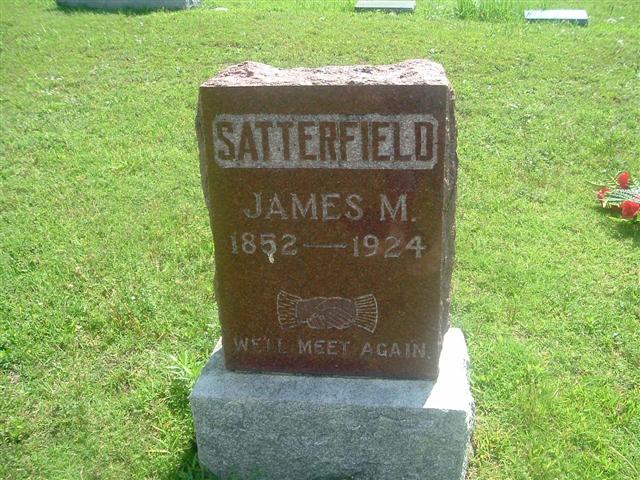 SATTERFIELD
JAMES M.
1852—1924
WE'LL MEET AGAIN.